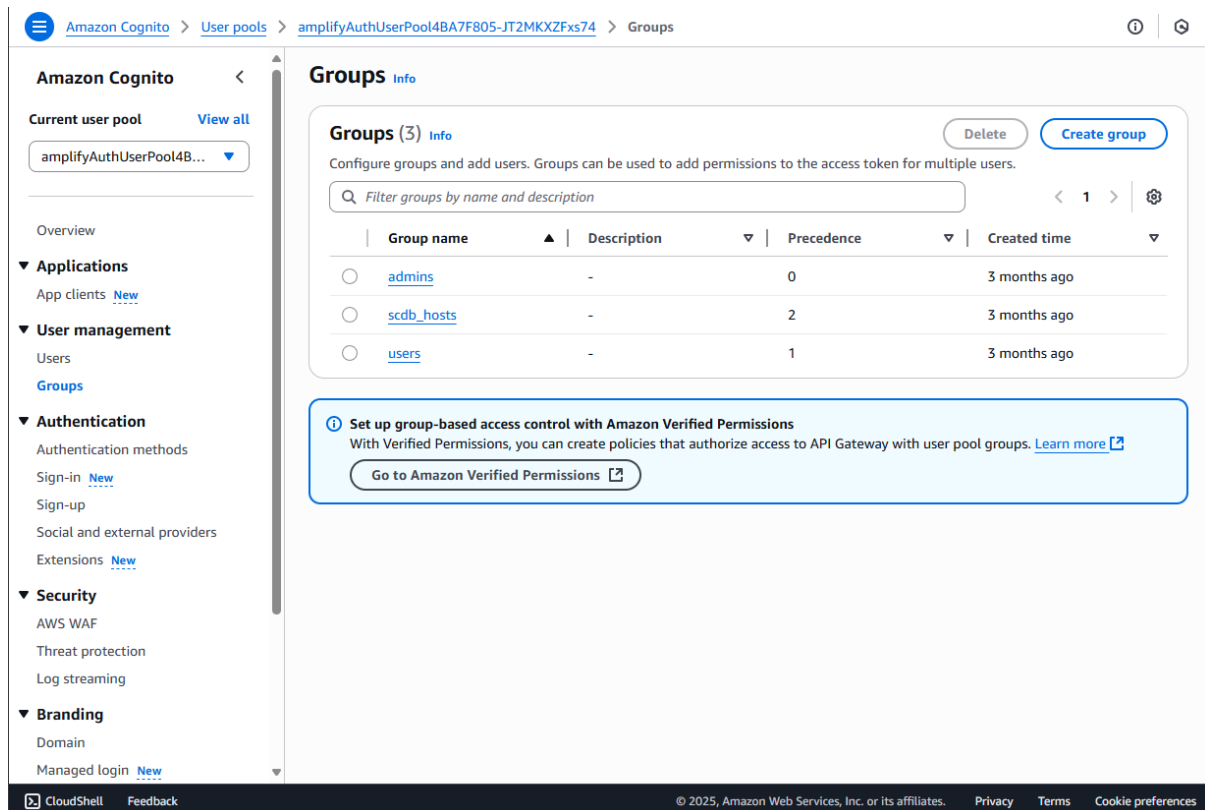 Amazon Cognito > User pools > amplifyAuthUserPool4BA7F805-JT2MKXZFxs74 > Groups
Amazon Cognito
Current user pool View all
amplifyAuthUserPool4B...
Overview
Applications
App clients New
User management
Users
Groups
Authentication
Authentication methods
Sign-in New
Sign-up
Social and external providers
Extensions New
Security
AWS WAF
Threat protection
Log streaming
Branding
Domain
Managed login New
Groups Info
Groups (3) Info
Delete
Create group
Configure groups and add users. Groups can be used to add permissions to the access token for multiple users.
Filter groups by name and description
1
Group name Description Precedence Created time
admins - 0 3 months ago
scdb_hosts - 2 3 months ago
users - 1 3 months ago
Set up group-based access control with Amazon Verified Permissions
With Verified Permissions, you can create policies that authorize access to API Gateway with user pool groups. Learn more
Go to Amazon Verified Permissions
CloudShell Feedback © 2025, Amazon Web Services, Inc. or its affiliates. Privacy Terms Cookie preferences